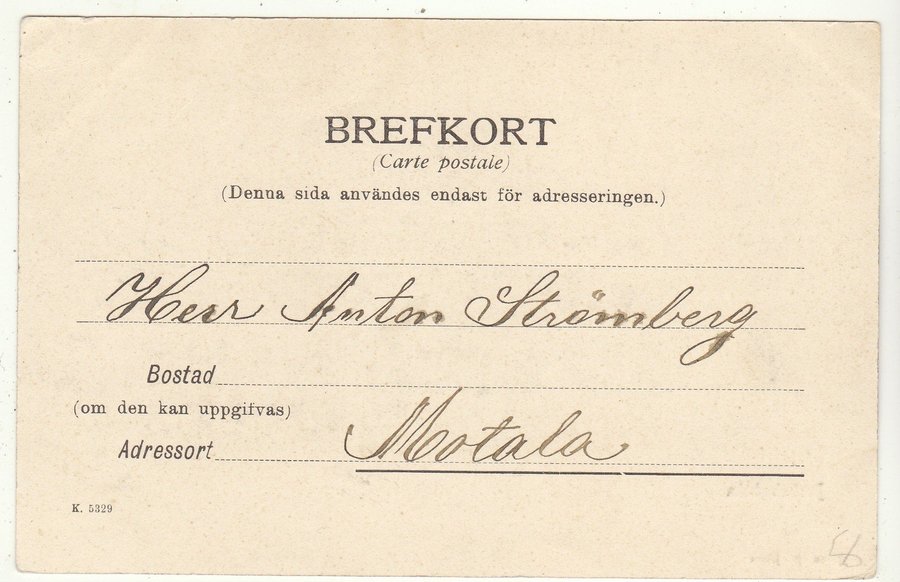 BREFKORT
(Carte postale)
(Denna sida användes endast för adresseringen.)
Herr Anton Strömberg
Bostad
(om den kan uppgifvas)
Adressort Motala
K. 5329